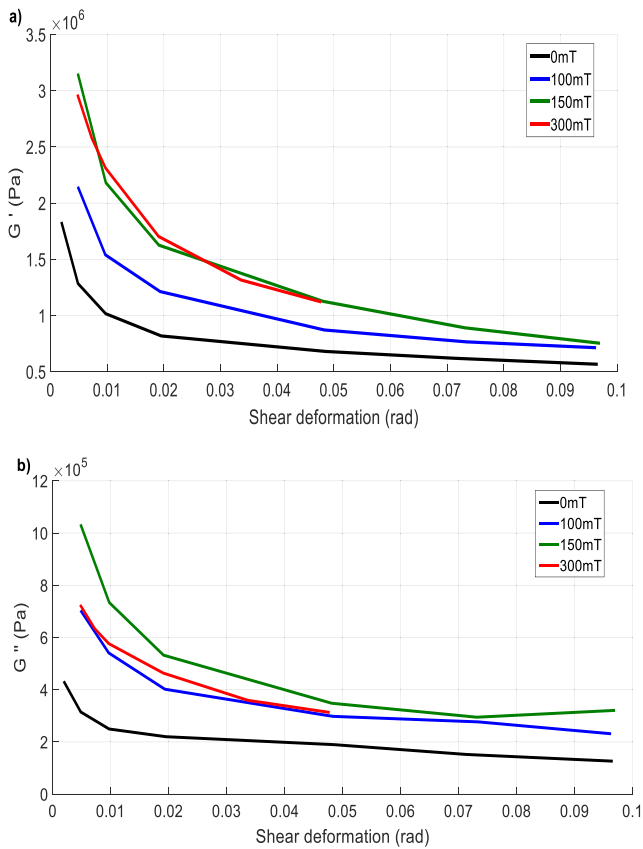 a)
×10⁶
3.5
3
2.5
2
1.5
1
0.5
G ' (Pa)
0mT
100mT
150mT
300mT
0 0.01 0.02 0.03 0.04 0.05 0.06 0.07 0.08 0.09 0.1
Shear deformation (rad)
b)
×10⁵
12
10
8
6
4
2
0
G '' (Pa)
0mT
100mT
150mT
300mT
0 0.01 0.02 0.03 0.04 0.05 0.06 0.07 0.08 0.09 0.1
Shear deformation (rad)